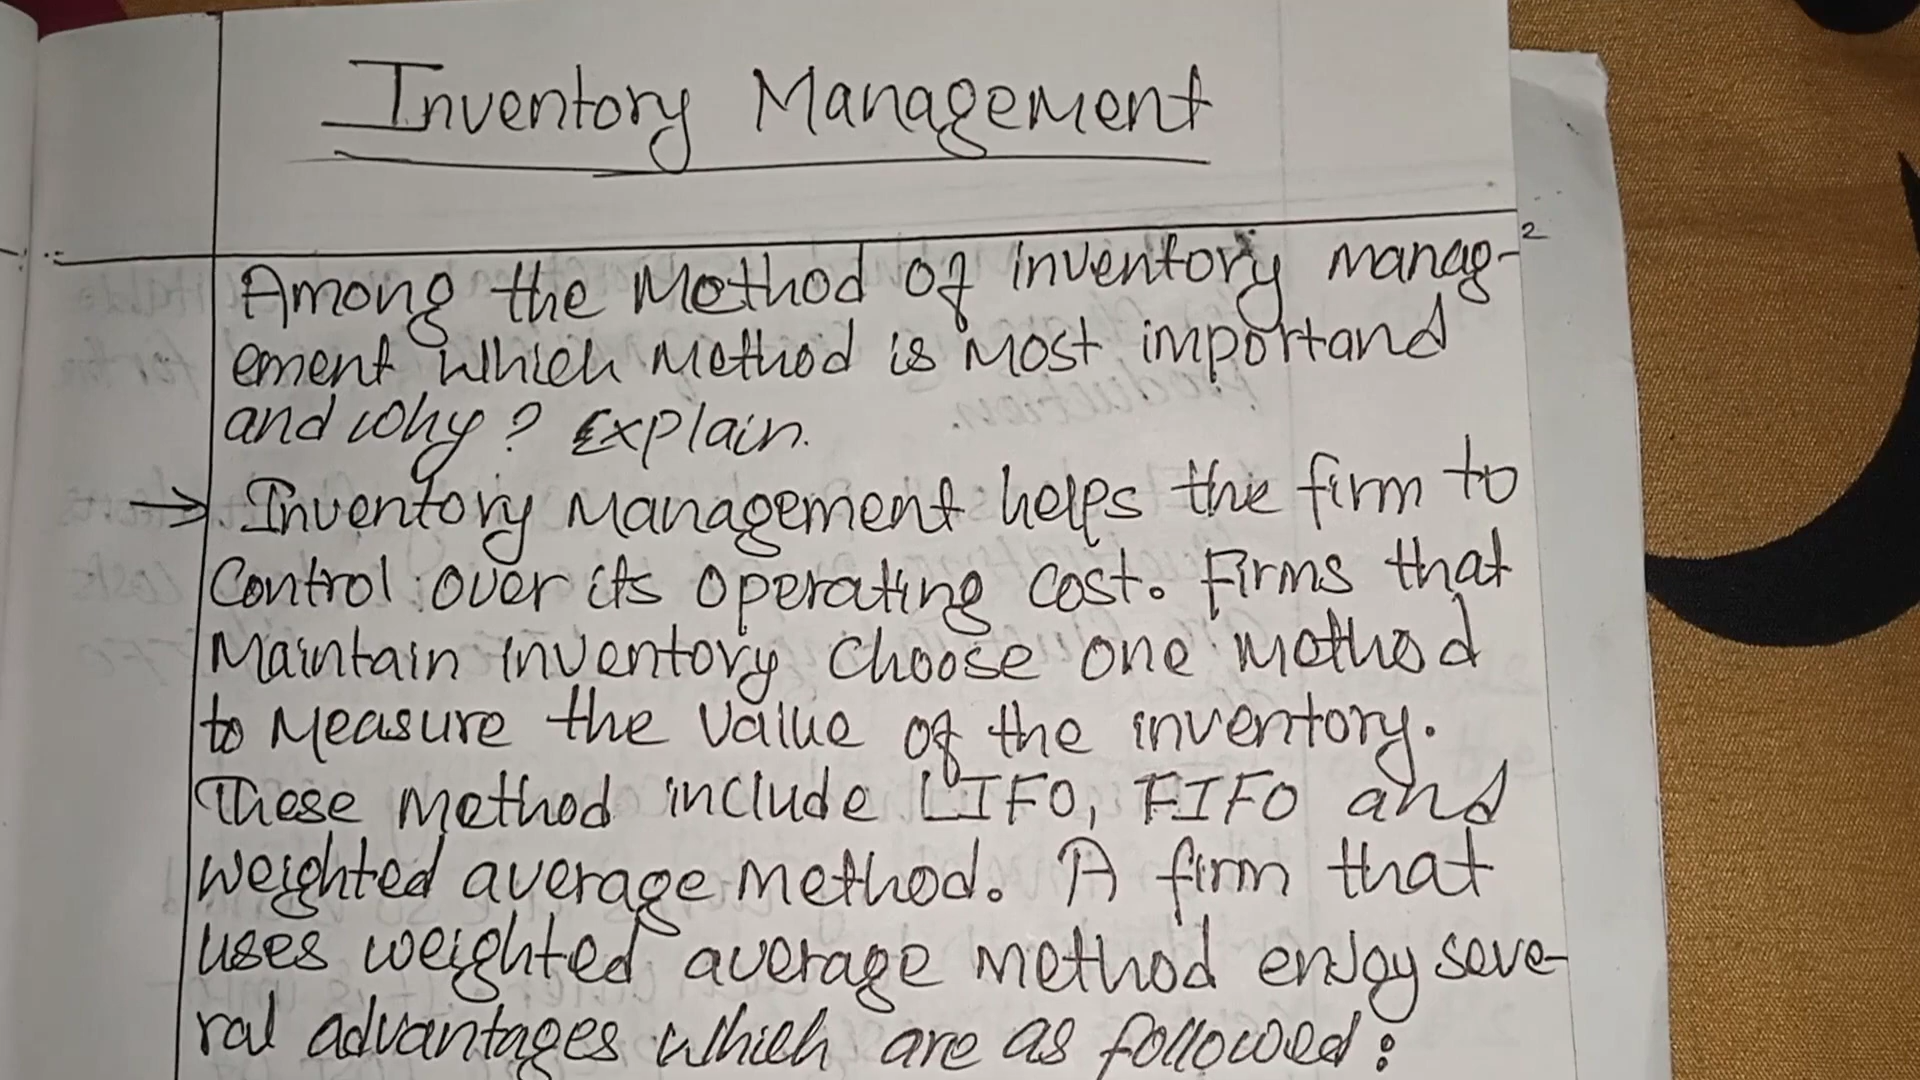 Inventory Management
2
Among the Method of inventory manag-
ement which Method is Most importand
and why? Explain.
→ Inventory Management helps the firm to
Control over its operating cost. Firms that
Maintain inventory choose one method
to Measure the value of the inventory.
These Method include LIFO, FIFO and
weighted average method. A firm that
uses weighted average method enjoy seve-
ral advantages which are as followed: